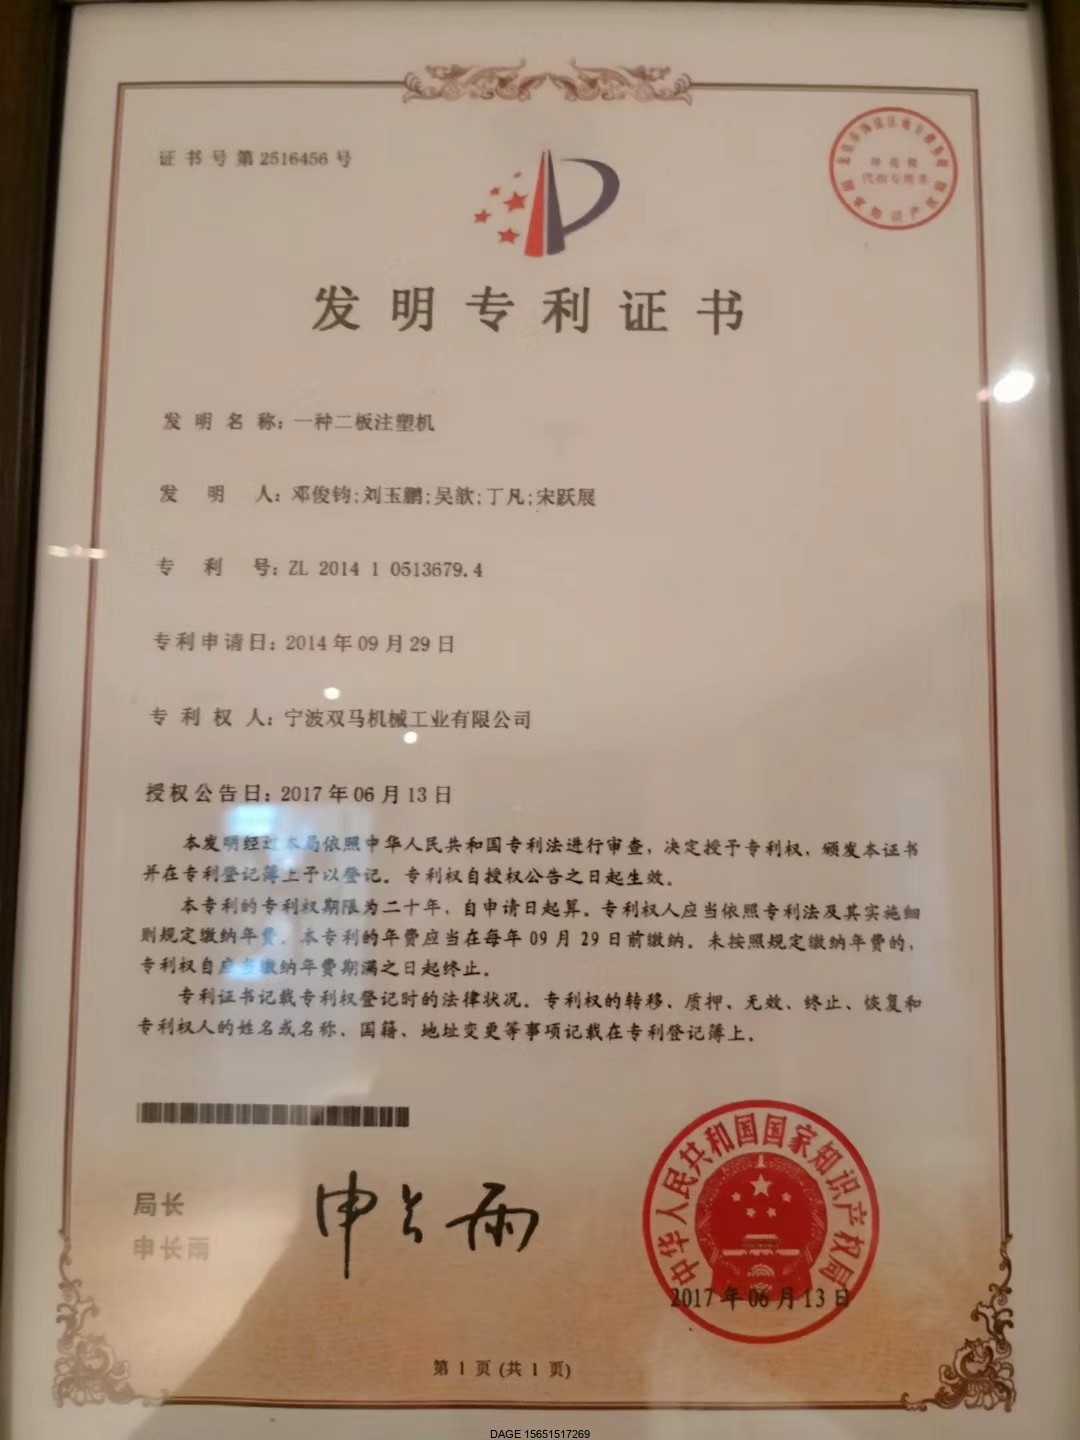 证书号第2516456号
发明专利证书
发明名称：一种二板注塑机
发明人：邓俊钧;刘玉鹏;吴歆;丁凡;宋跃展
专利号：ZL 2014 1 0513679.4
专利申请日：2014年09月29日
专利权人：宁波双马机械工业有限公司
授权公告日：2017年06月13日
本发明经过本局依照中华人民共和国专利法进行审查，决定授予专利权，颁发本证书
并在专利登记簿上予以登记。专利权自授权公告之日起生效。
本专利的专利权期限为二十年，自申请日起算。专利权人应当依照专利法及其实施细
则规定缴纳年费。本专利的年费应当在每年09月29日前缴纳。未按照规定缴纳年费的，
专利权自应当缴纳年费期满之日起终止。
专利证书记载专利权登记时的法律状况。专利权的转移、质押、无效、终止、恢复和
专利权人的姓名或名称、国籍、地址变更等事项记载在专利登记簿上。
局长
申长雨
申长雨
中华人民共和国国家知识产权局
2017年06月13日
第1页(共1页)
DAGE 15651517269